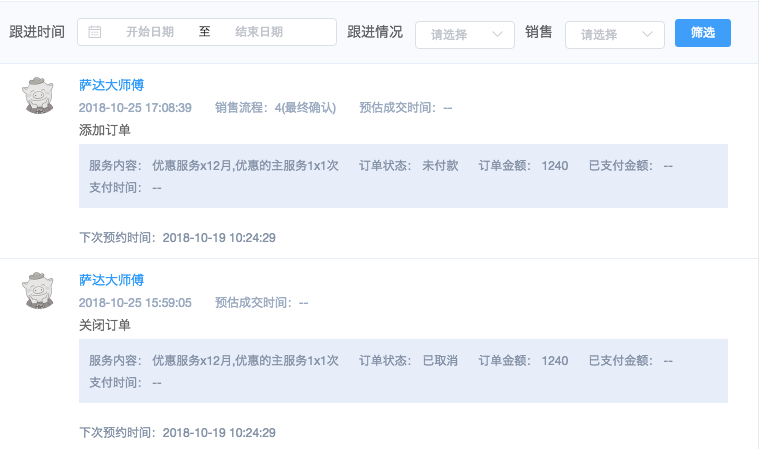 跟进时间 开始日期 至 结束日期 跟进情况 请选择 销售 请选择 筛选
萨达大师傅
2018-10-25 17:08:39 销售流程：4(最终确认) 预估成交时间：--
添加订单
服务内容： 优惠服务x12月,优惠的主服务1x1次 订单状态： 未付款 订单金额： 1240 已支付金额： --
支付时间： --
下次预约时间：2018-10-19 10:24:29
萨达大师傅
2018-10-25 15:59:05 预估成交时间：--
关闭订单
服务内容： 优惠服务x12月,优惠的主服务1x1次 订单状态： 已取消 订单金额： 1240 已支付金额： --
支付时间： --
下次预约时间：2018-10-19 10:24:29